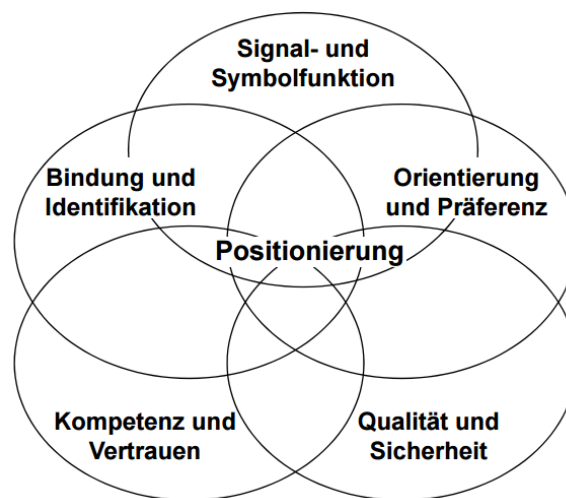 Signal- und
Symbolfunktion
Bindung und
Identifikation
Orientierung
und Präferenz
Positionierung
Kompetenz und
Vertrauen
Qualität und
Sicherheit